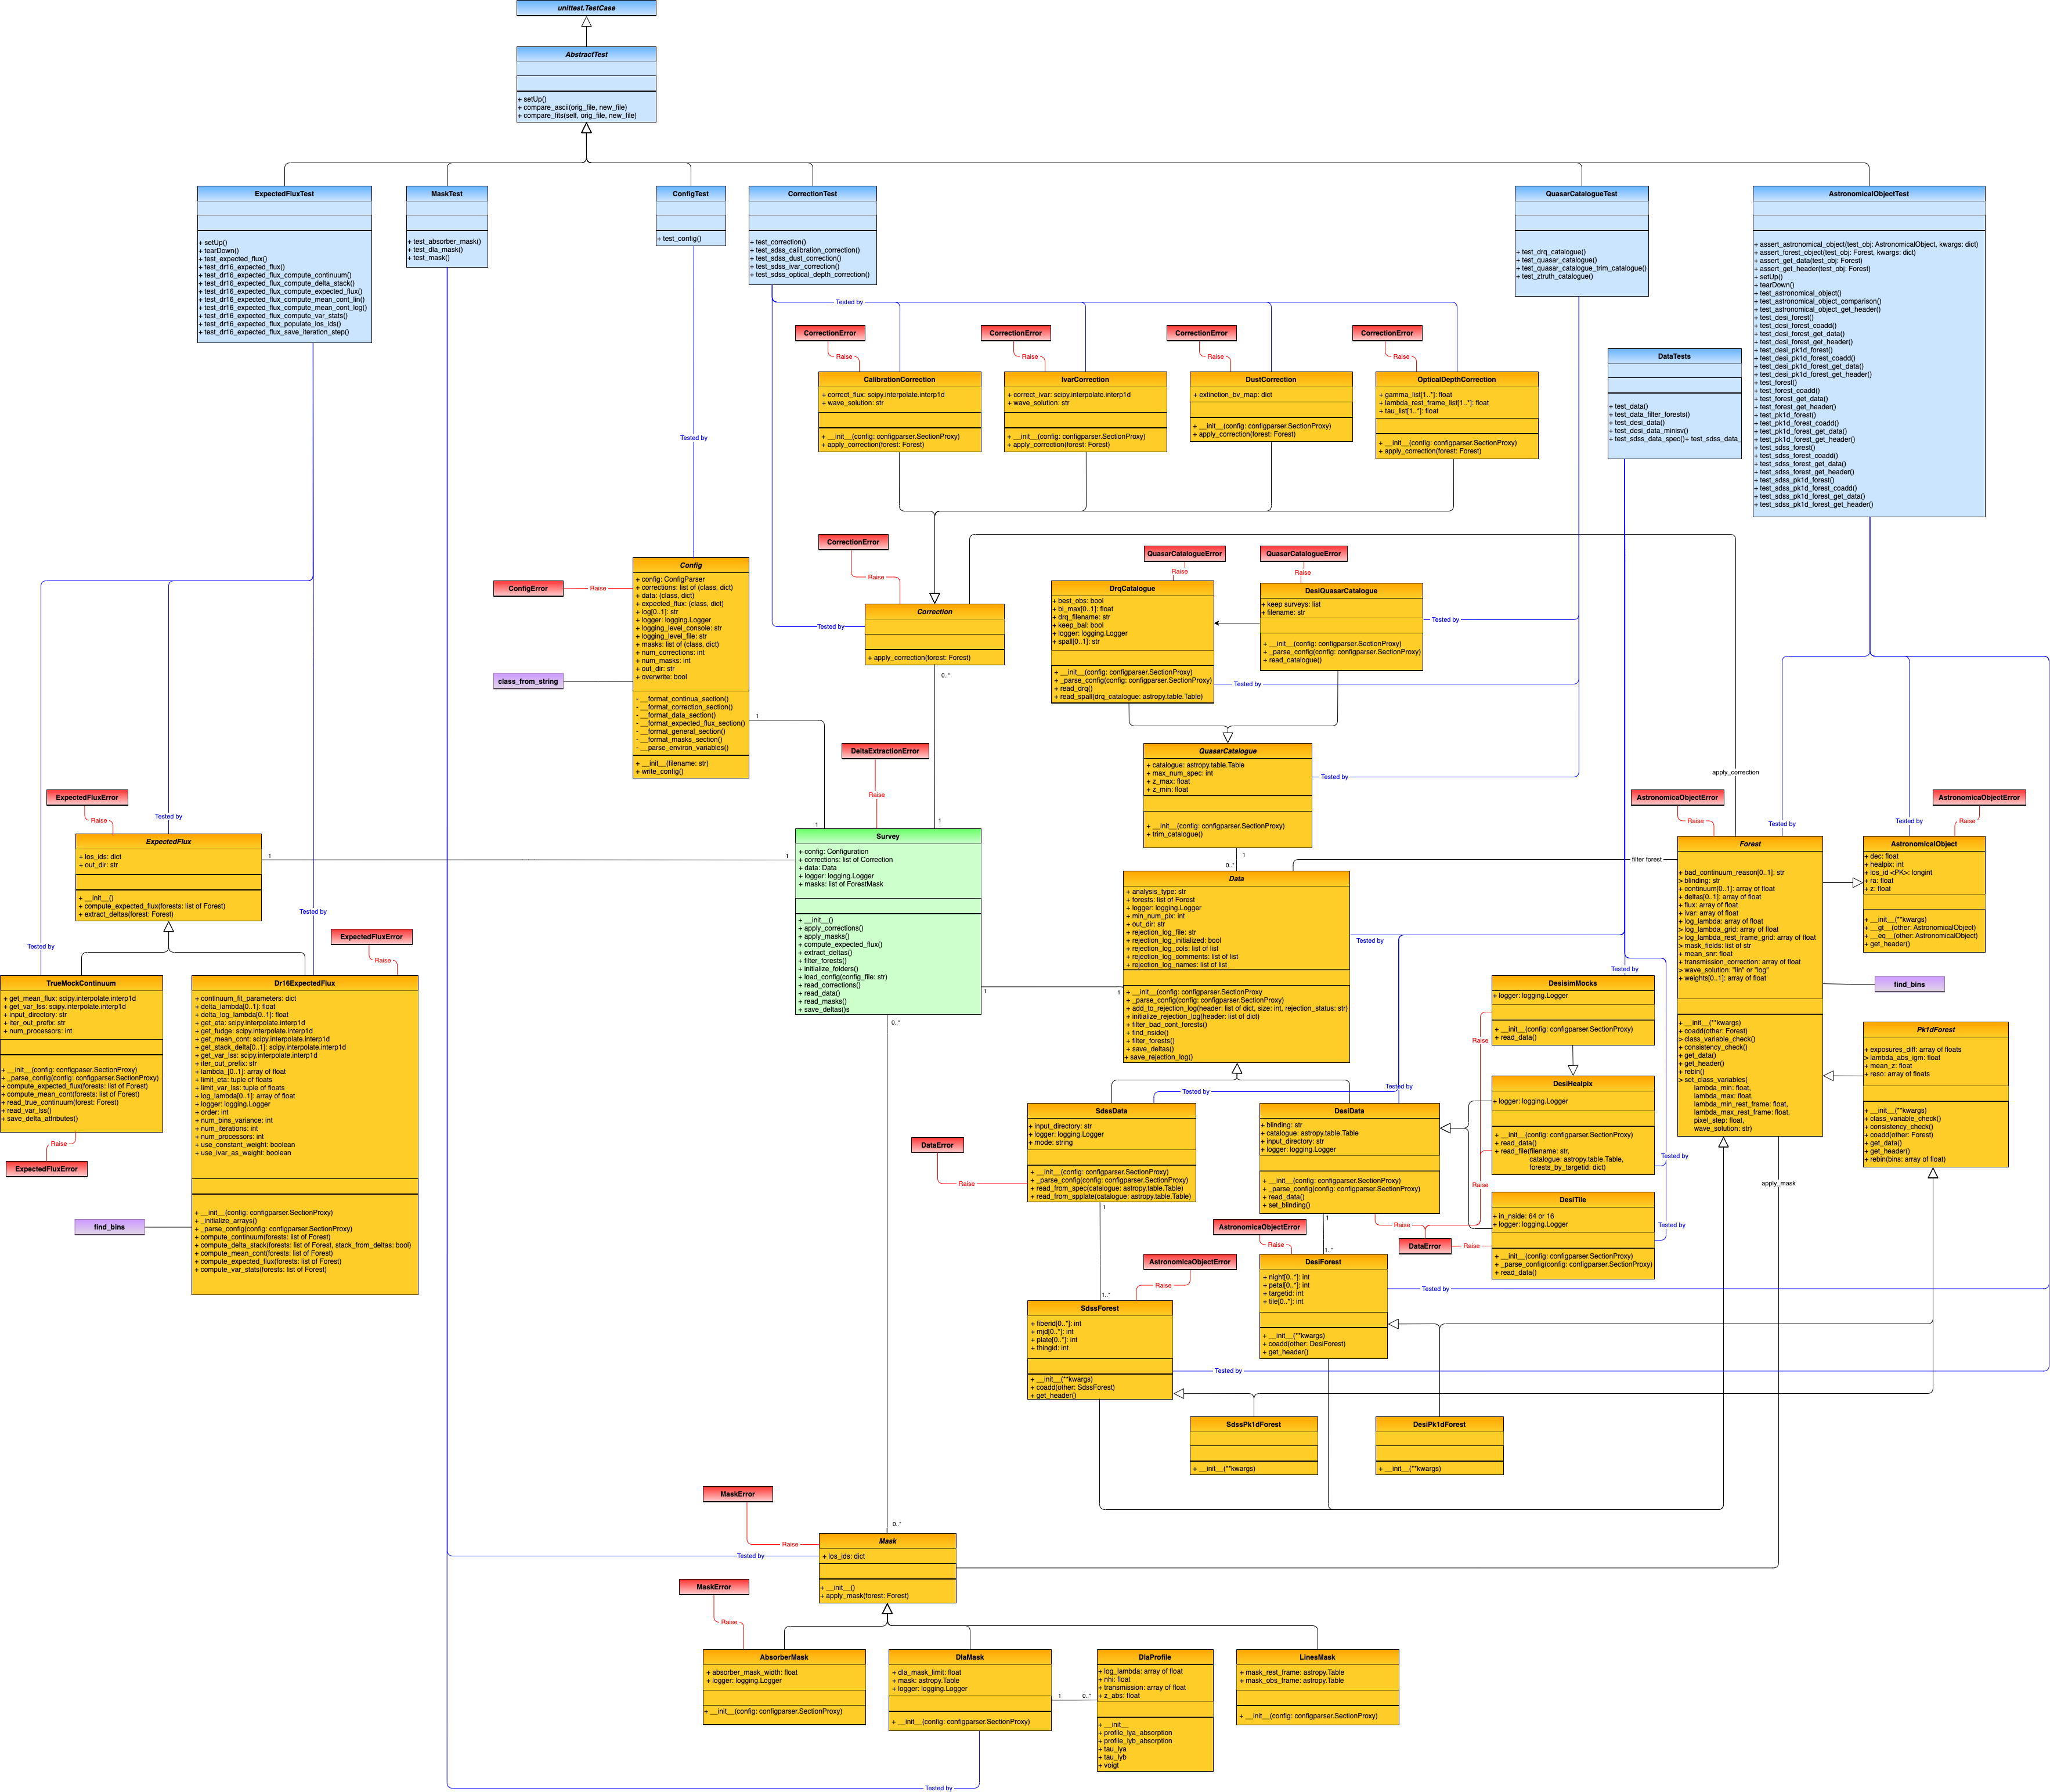 unittest.TestCase
AbstractTest
+ setUp()
+ compare_ascii(orig_file, new_file)
+ compare_fits(self, orig_file, new_file)
ExpectedFluxTest
+ setUp()
+ tearDown()
+ test_expected_flux()
+ test_dr16_expected_flux()
+ test_dr16_expected_flux_compute_continuum()
+ test_dr16_expected_flux_compute_delta_stack()
+ test_dr16_expected_flux_compute_expected_flux()
+ test_dr16_expected_flux_compute_mean_cont_lin()
+ test_dr16_expected_flux_compute_mean_cont_log()
+ test_dr16_expected_flux_compute_var_stats()
+ test_dr16_expected_flux_populate_los_ids()
+ test_dr16_expected_flux_save_iteration_step()
MaskTest
+ test_absorber_mask()
+ test_dla_mask()
+ test_mask()
ConfigTest
+ test_config()
CorrectionTest
+ test_correction()
+ test_sdss_calibration_correction()
+ test_sdss_dust_correction()
+ test_sdss_ivar_correction()
+ test_sdss_optical_depth_correction()
QuasarCatalogueTest
+ test_drq_catalogue()
+ test_quasar_catalogue()
+ test_quasar_catalogue_trim_catalogue()
+ test_ztruth_catalogue()
AstronomicalObjectTest
+ assert_astronomical_object(test_obj: AstronomicalObject, kwargs: dict)
+ assert_forest_object(test_obj: Forest, kwargs: dict)
+ assert_get_data(test_obj: Forest)
+ assert_get_header(test_obj: Forest)
+ setUp()
+ tearDown()
+ test_astronomical_object()
+ test_astronomical_object_comparison()
+ test_astronomical_object_get_header()
+ test_desi_forest()
+ test_desi_forest_coadd()
+ test_desi_forest_get_data()
+ test_desi_forest_get_header()
+ test_desi_pk1d_forest()
+ test_desi_pk1d_forest_coadd()
+ test_desi_pk1d_forest_get_data()
+ test_desi_pk1d_forest_get_header()
+ test_forest()
+ test_forest_coadd()
+ test_forest_get_data()
+ test_forest_get_header()
+ test_pk1d_forest()
+ test_pk1d_forest_coadd()
+ test_pk1d_forest_get_data()
+ test_pk1d_forest_get_header()
+ test_sdss_forest()
+ test_sdss_forest_coadd()
+ test_sdss_forest_get_data()
+ test_sdss_forest_get_header()
+ test_sdss_pk1d_forest()
+ test_sdss_pk1d_forest_coadd()
+ test_sdss_pk1d_forest_get_data()
+ test_sdss_pk1d_forest_get_header()
DataTests
+ test_data()
+ test_data_filter_forests()
+ test_desi_data()
+ test_desi_data_minisv()
+ test_sdss_data_spec()+ test_sdss_data_
Tested by
CorrectionError
Raise
CorrectionError
Raise
CorrectionError
Raise
CorrectionError
Raise
CalibrationCorrection
+ correct_flux: scipy.interpolate.interp1d
+ wave_solution: str
+ __init__(config: configparser.SectionProxy)
+ apply_correction(forest: Forest)
IvarCorrection
+ correct_ivar: scipy.interpolate.interp1d
+ wave_solution: str
+ __init__(config: configparser.SectionProxy)
+ apply_correction(forest: Forest)
DustCorrection
+ extinction_bv_map: dict
+ __init__(config: configparser.SectionProxy)
+ apply_correction(forest: Forest)
OpticalDepthCorrection
+ gamma_list[1..*]: float
+ lambda_rest_frame_list[1..*]: float
+ tau_list[1..*]: float
+ __init__(config: configparser.SectionProxy)
+ apply_correction(forest: Forest)
Tested by
CorrectionError
Raise
ConfigError
Raise
class_from_string
Config
+ config: ConfigParser
+ corrections: list of (class, dict)
+ data: (class, dict)
+ expected_flux: (class, dict)
+ log[0..1]: str
+ logger: logging.Logger
+ logging_level_console: str
+ logging_level_file: str
+ masks: list of (class, dict)
+ num_corrections: int
+ num_masks: int
+ out_dir: str
+ overwrite: bool
- __format_continua_section()
- __format_correction_section()
- __format_data_section()
- __format_expected_flux_section()
- __format_general_section()
- __format_masks_section()
- __parse_environ_variables()
+ __init__(filename: str)
+ write_config()
Correction
+ apply_correction(forest: Forest)
Tested by
0..*
1
1
1
QuasarCatalogueError
Raise
QuasarCatalogueError
Raise
DrqCatalogue
+ best_obs: bool
+ bi_max[0..1]: float
+ drq_filename: str
+ keep_bal: bool
+ logger: logging.Logger
+ spall[0..1]: str
+ __init__(config: configparser.SectionProxy)
+ _parse_config(config: configparser.SectionProxy)
+ read_drq()
+ read_spall(drq_catalogue: astropy.table.Table)
DesiQuasarCatalogue
+ keep surveys: list
+ filename: str
+ __init__(config: configparser.SectionProxy)
+ _parse_config(config: configparser.SectionProxy)
+ read_catalogue()
Tested by
Tested by
QuasarCatalogue
+ catalogue: astropy.table.Table
+ max_num_spec: int
+ z_max: float
+ z_min: float
+ __init__(config: configparser.SectionProxy)
+ trim_catalogue()
Tested by
1
0..*
DeltaExtractionError
Raise
Survey
+ config: Configuration
+ corrections: list of Correction
+ data: Data
+ logger: logging.Logger
+ masks: list of ForestMask
+ __init__()
+ apply_corrections()
+ apply_masks()
+ compute_expected_flux()
+ extract_deltas()
+ filter_forests()
+ initialize_folders()
+ load_config(config_file: str)
+ read_corrections()
+ read_data()
+ read_masks()
+ save_deltas()s
1
1
0..*
1
1
ExpectedFluxError
Raise
Tested by
ExpectedFlux
+ los_ids: dict
+ out_dir: str
+ __init__()
+ compute_expected_flux(forests: list of Forest)
+ extract_deltas(forest: Forest)
Tested by
Tested by
ExpectedFluxError
Raise
TrueMockContinuum
+ get_mean_flux: scipy.interpolate.interp1d
+ get_var_lss: scipy.interpolate.interp1d
+ input_directory: str
+ iter_out_prefix: str
+ num_processors: int
+ __init__(config: configpaser.SectionProxy)
+ _parse_config(config: configparser.SectionProxy)
+ compute_expected_flux(forests: list of Forest)
+ compute_mean_cont(forests: list of Forest)
+ read_true_continuum(forest: Forest)
+ read_var_lss()
+ save_delta_attributes()
Raise
ExpectedFluxError
Dr16ExpectedFlux
+ continuum_fit_parameters: dict
+ delta_lambda[0..1]: float
+ delta_log_lambda[0..1]: float
+ get_eta: scipy.interpolate.interp1d
+ get_fudge: scipy.interpolate.interp1d
+ get_mean_cont: scipy.interpolate.interp1d
+ get_stack_delta[0..1]: scipy.interpolate.interp1d
+ get_var_lss: scipy.interpolate.interp1d
+ iter_out_prefix: str
+ lambda_[0..1]: array of float
+ limit_eta: tuple of floats
+ limit_var_lss: tuple of floats
+ log_lambda[0..1]: array of float
+ logger: logging.Logger
+ order: int
+ num_bins_variance: int
+ num_iterations: int
+ num_processors: int
+ use_constant_weight: boolean
+ use_ivar_as_weight: boolean
+ __init__(config: configparser.SectionProxy)
+ _initialize_arrays()
+ _parse_config(config: configparser.SectionProxy)
+ compute_continuum(forests: list of Forest)
+ compute_delta_stack(forests: list of Forest, stack_from_deltas: bool)
+ compute_mean_cont(forests: list of Forest)
+ compute_expected_flux(forests: list of Forest)
+ compute_var_stats(forests: list of Forest)
find_bins
Data
+ analysis_type: str
+ forests: list of Forest
+ logger: logging.Logger
+ min_num_pix: int
+ out_dir: str
+ rejection_log_file: str
+ rejection_log_initialized: bool
+ rejection_log_cols: list of list
+ rejection_log_comments: list of list
+ rejection_log_names: list of list
+ __init__(config: configparser.SectionProxy
+ _parse_config(config: configparser.SectionProxy)
+ add_to_rejection_log(header: list of dict, size: int, rejection_status: str)
+ initialize_rejection_log(header: list of dict)
+ filter_bad_cont_forests()
+ find_nside()
+ filter_forests()
+ save_deltas()
+ save_rejection_log()
filter forest
apply_correction
Tested by
Tested by
Tested by
AstronomicaObjectError
Raise
Tested by
Forest
+ bad_continuum_reason[0..1]: str
> blinding: str
+ continuum[0..1]: array of float
+ deltas[0..1]: array of float
+ flux: array of float
+ ivar: array of float
+ log_lambda: array of float
> log_lambda_grid: array of float
> log_lambda_rest_frame_grid: array of float
> mask_fields: list of str
+ mean_snr: float
+ transmission_correction: array of float
> wave_solution: "lin" or "log"
+ weights[0..1]: array of float
+ __init__(**kwargs)
+ coadd(other: Forest)
> class_variable_check()
+ consistency_check()
+ get_data()
+ get_header()
+ rebin()
> set_class_variables(
lambda_min: float,
lambda_max: float,
lambda_min_rest_frame: float,
lambda_max_rest_frame: float,
pixel_step: float,
wave_solution: str)
AstronomicaObjectError
Raise
Tested by
AstronomicalObject
+ dec: float
+ healpix: int
+ los_id <PK>: longint
+ ra: float
+ z: float
+ __init__(**kwargs)
+ __gt__(other: AstronomicalObject)
+ __eq__(other: AstronomicalObject)
+ get_header()
find_bins
Pk1dForest
+ exposures_diff: array of floats
> lambda_abs_igm: float
+ mean_z: float
+ reso: array of floats
+ __init__(**kwargs)
+ class_variable_check()
+ consistency_check()
+ coadd(other: Forest)
+ get_data()
+ get_header()
+ rebin(bins: array of float)
Tested by
DesisimMocks
+ logger: logging.Logger
+ __init__(config: configparser.SectionProxy)
+ read_data()
Raise
DesiHealpix
+ logger: logging.Logger
+ __init__(config: configparser.SectionProxy)
+ read_data()
+ read_file(filename: str,
catalogue: astropy.table.Table,
forests_by_targetid: dict)
Tested by
Raise
DesiTile
+ in_nside: 64 or 16
+ logger: logging.Logger
+ __init__(config: configparser.SectionProxy)
+ _parse_config(config: configparser.SectionProxy)
+ read_data()
Tested by
DataError
Raise
SdssData
+ input_directory: str
+ logger: logging.Logger
+ mode: string
+ __init__(config: configparser.SectionProxy)
+ _parse_config(config: configparser.SectionProxy)
+ read_from_spec(catalogue: astropy.table.Table)
+ read_from_spplate(catalogue: astropy.table.Table)
DesiData
+ blinding: str
+ catalogue: astropy.table.Table
+ input_directory: str
+ logger: logging.Logger
+ __init__(config: configparser.SectionProxy)
+ _parse_config(config: configparser.SectionProxy)
+ read_data()
+ set_blinding()
Raise
DataError
Raise
1
1
1..*
1..*
AstronomicaObjectError
Raise
AstronomicaObjectError
Raise
DesiForest
+ night[0..*]: int
+ petal[0..*]: int
+ targetid: int
+ tile[0..*]: int
+ __init__(**kwargs)
+ coadd(other: DesiForest)
+ get_header()
Tested by
SdssForest
+ fiberid[0..*]: int
+ mjd[0..*]: int
+ plate[0..*]: int
+ thingid: int
+ __init__(**kwargs)
+ coadd(other: SdssForest)
+ get_header()
Tested by
apply_mask
SdssPk1dForest
+ __init__(**kwargs)
DesiPk1dForest
+ __init__(**kwargs)
MaskError
Raise
0..*
Tested by
Mask
+ los_ids: dict
+ __init__()
+ apply_mask(forest: Forest)
MaskError
Raise
AbsorberMask
+ absorber_mask_width: float
+ logger: logging.Logger
+ __init__(config: configparser.SectionProxy)
DlaMask
+ dla_mask_limit: float
+ mask: astropy.Table
+ logger: logging.Logger
+ __init__(config: configparser.SectionProxy)
1
0..*
DlaProfile
+ log_lambda: array of float
+ nhi: float
+ transmission: array of float
+ z_abs: float
+ __init__
+ profile_lya_absorption
+ profile_lyb_absorption
+ tau_lya
+ tau_lyb
+ voigt
LinesMask
+ mask_rest_frame: astropy.Table
+ mask_obs_frame: astropy.Table
+ __init__(config: configparser.SectionProxy)
Tested by